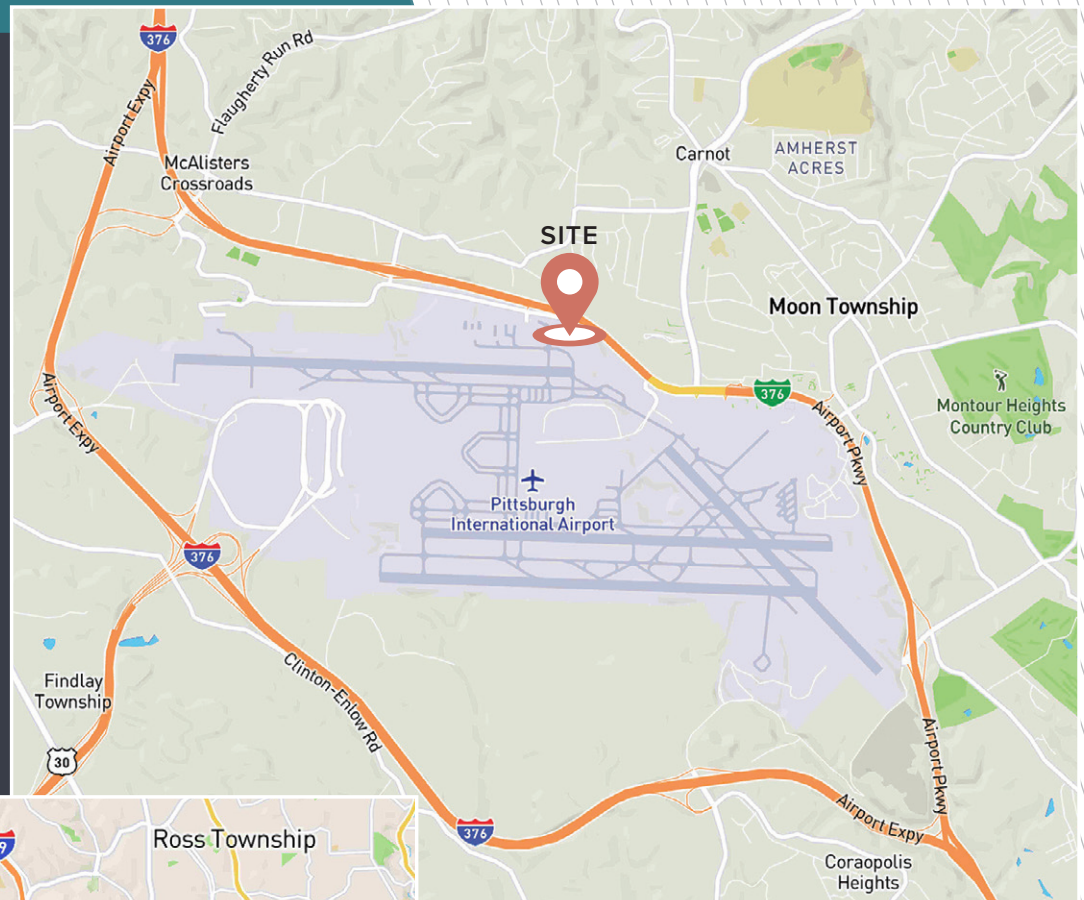 376
Flaugherty Run Rd
Airport Expy
McAlisters
Crossroads
Carnot
AMHERST
ACRES
SITE
Moon Township
376
Airport Expy
Airport Pkwy
Montour Heights
Country Club
Pittsburgh
International Airport
376
Findlay
Township
Clinton-Enlow Rd
30
Airport Pkwy
Airport Expy
376
9
Ross Township
Coraopolis
Heights